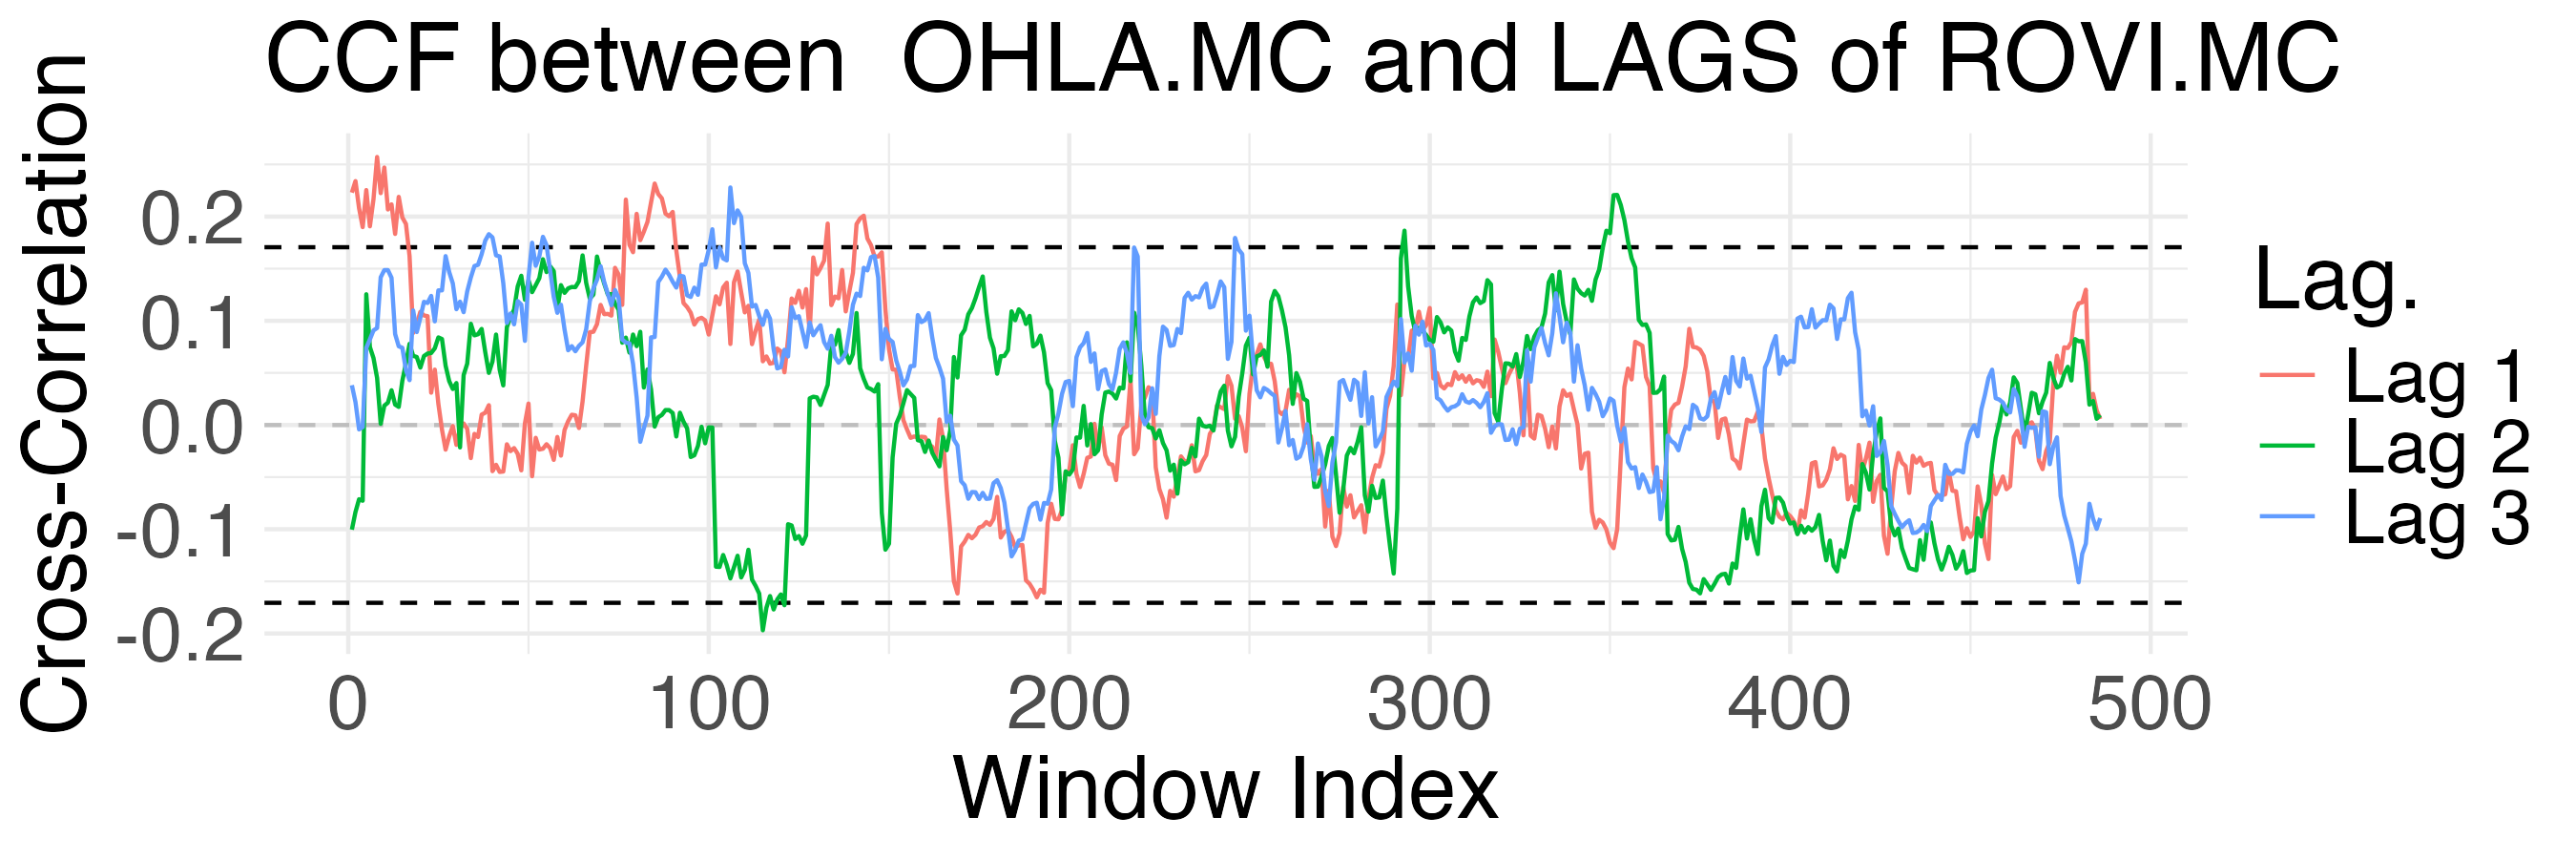 CCF between  OHLA.MC and LAGS of ROVI.MC
Cross-Correlation
0.2
0.1
0.0
-0.1
-0.2
0 100 200 300 400 500
Window Index
Lag.
Lag 1
Lag 2
Lag 3